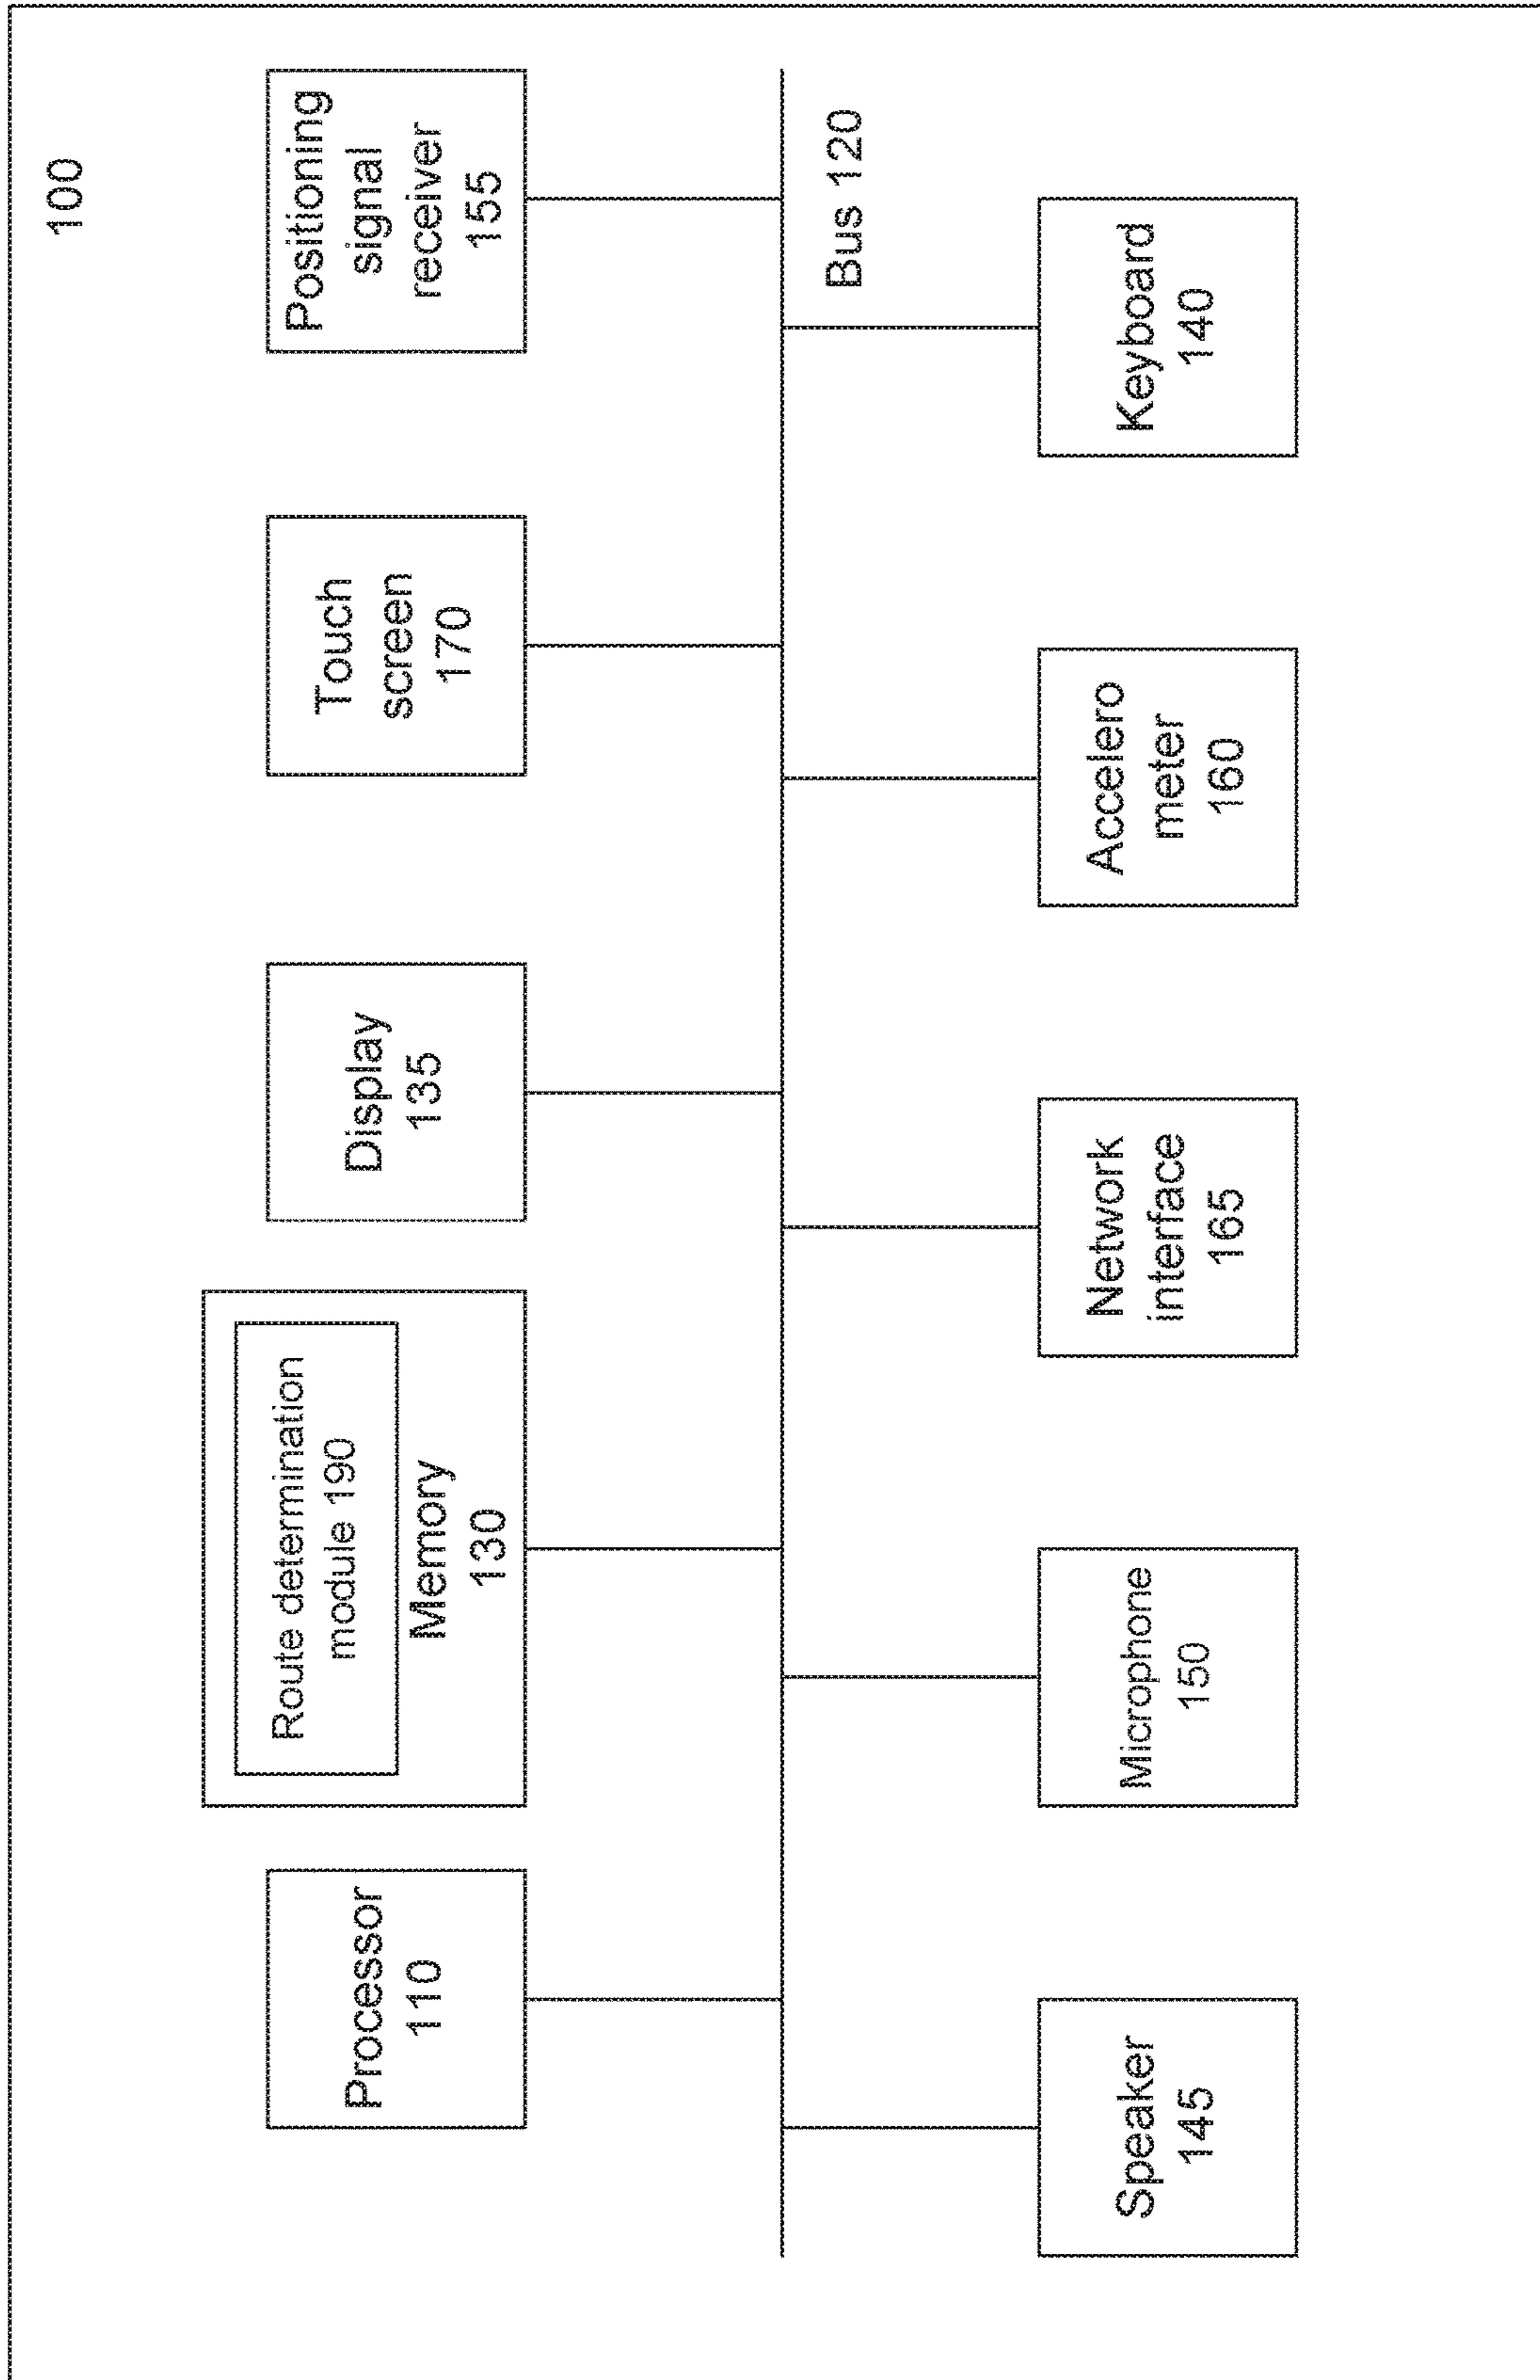 100
Processor
110
Route determination
module 190
Memory
130
Display
135
Touch
screen
170
Positioning
signal
receiver
155
Bus 120
Speaker
145
Microphone
150
Network
interface
165
Accelero
meter
160
Keyboard
140